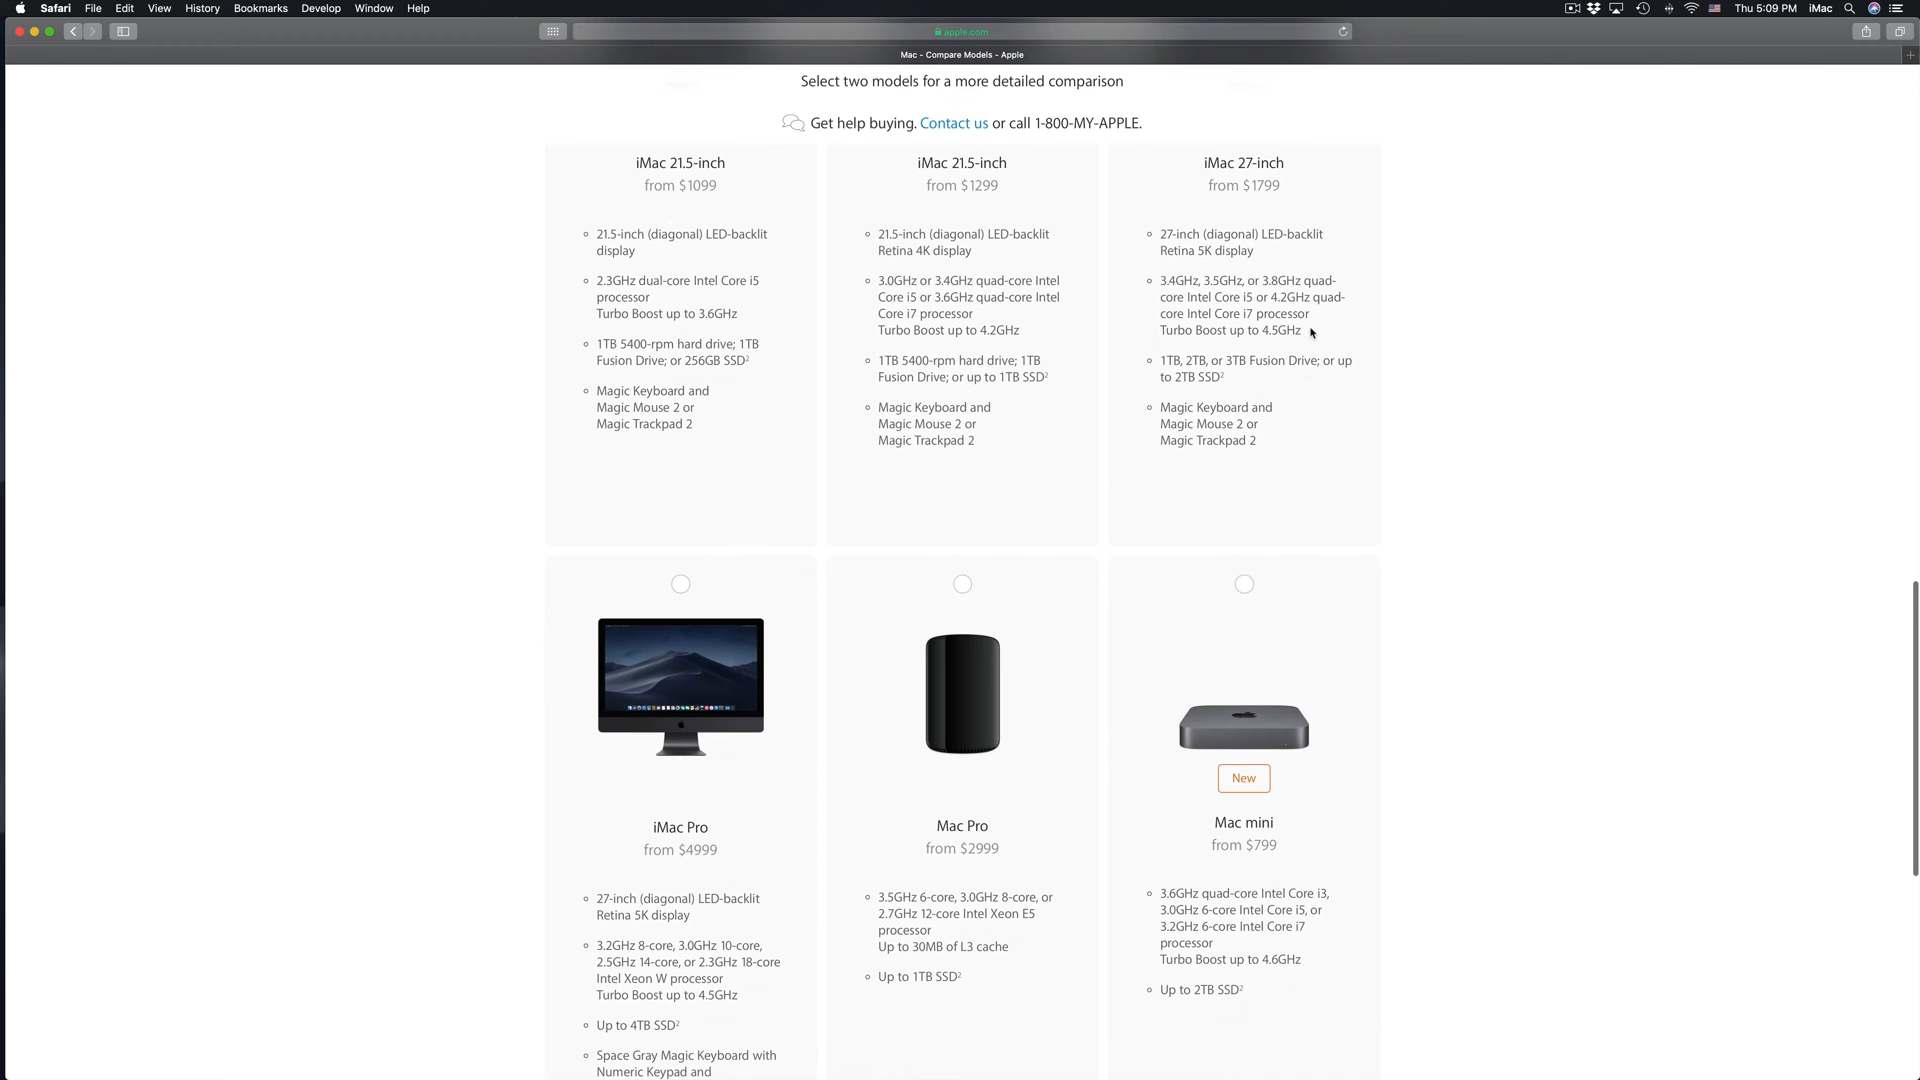 Safari File Edit View History Bookmarks Develop Window Help Thu 5:09 PM iMac
apple.com
Mac - Compare Models - Apple
Select two models for a more detailed comparison
Get help buying. Contact us or call 1-800-MY-APPLE.
iMac 21.5-inch
from $1099
21.5-inch (diagonal) LED-backlit
display
2.3GHz dual-core Intel Core i5
processor
Turbo Boost up to 3.6GHz
1TB 5400-rpm hard drive; 1TB
Fusion Drive; or 256GB SSD²
Magic Keyboard and
Magic Mouse 2 or
Magic Trackpad 2
iMac 21.5-inch
from $1299
21.5-inch (diagonal) LED-backlit
Retina 4K display
3.0GHz or 3.4GHz quad-core Intel
Core i5 or 3.6GHz quad-core Intel
Core i7 processor
Turbo Boost up to 4.2GHz
1TB 5400-rpm hard drive; 1TB
Fusion Drive; or up to 1TB SSD²
Magic Keyboard and
Magic Mouse 2 or
Magic Trackpad 2
iMac 27-inch
from $1799
27-inch (diagonal) LED-backlit
Retina 5K display
3.4GHz, 3.5GHz, or 3.8GHz quad-
core Intel Core i5 or 4.2GHz quad-
core Intel Core i7 processor
Turbo Boost up to 4.5GHz
1TB, 2TB, or 3TB Fusion Drive; or up
to 2TB SSD²
Magic Keyboard and
Magic Mouse 2 or
Magic Trackpad 2
iMac Pro
from $4999
27-inch (diagonal) LED-backlit
Retina 5K display
3.2GHz 8-core, 3.0GHz 10-core,
2.5GHz 14-core, or 2.3GHz 18-core
Intel Xeon W processor
Turbo Boost up to 4.5GHz
Up to 4TB SSD²
Space Gray Magic Keyboard with
Numeric Keypad and
Mac Pro
from $2999
3.5GHz 6-core, 3.0GHz 8-core, or
2.7GHz 12-core Intel Xeon E5
processor
Up to 30MB of L3 cache
Up to 1TB SSD²
New
Mac mini
from $799
3.6GHz quad-core Intel Core i3,
3.0GHz 6-core Intel Core i5, or
3.2GHz 6-core Intel Core i7
processor
Turbo Boost up to 4.6GHz
Up to 2TB SSD²